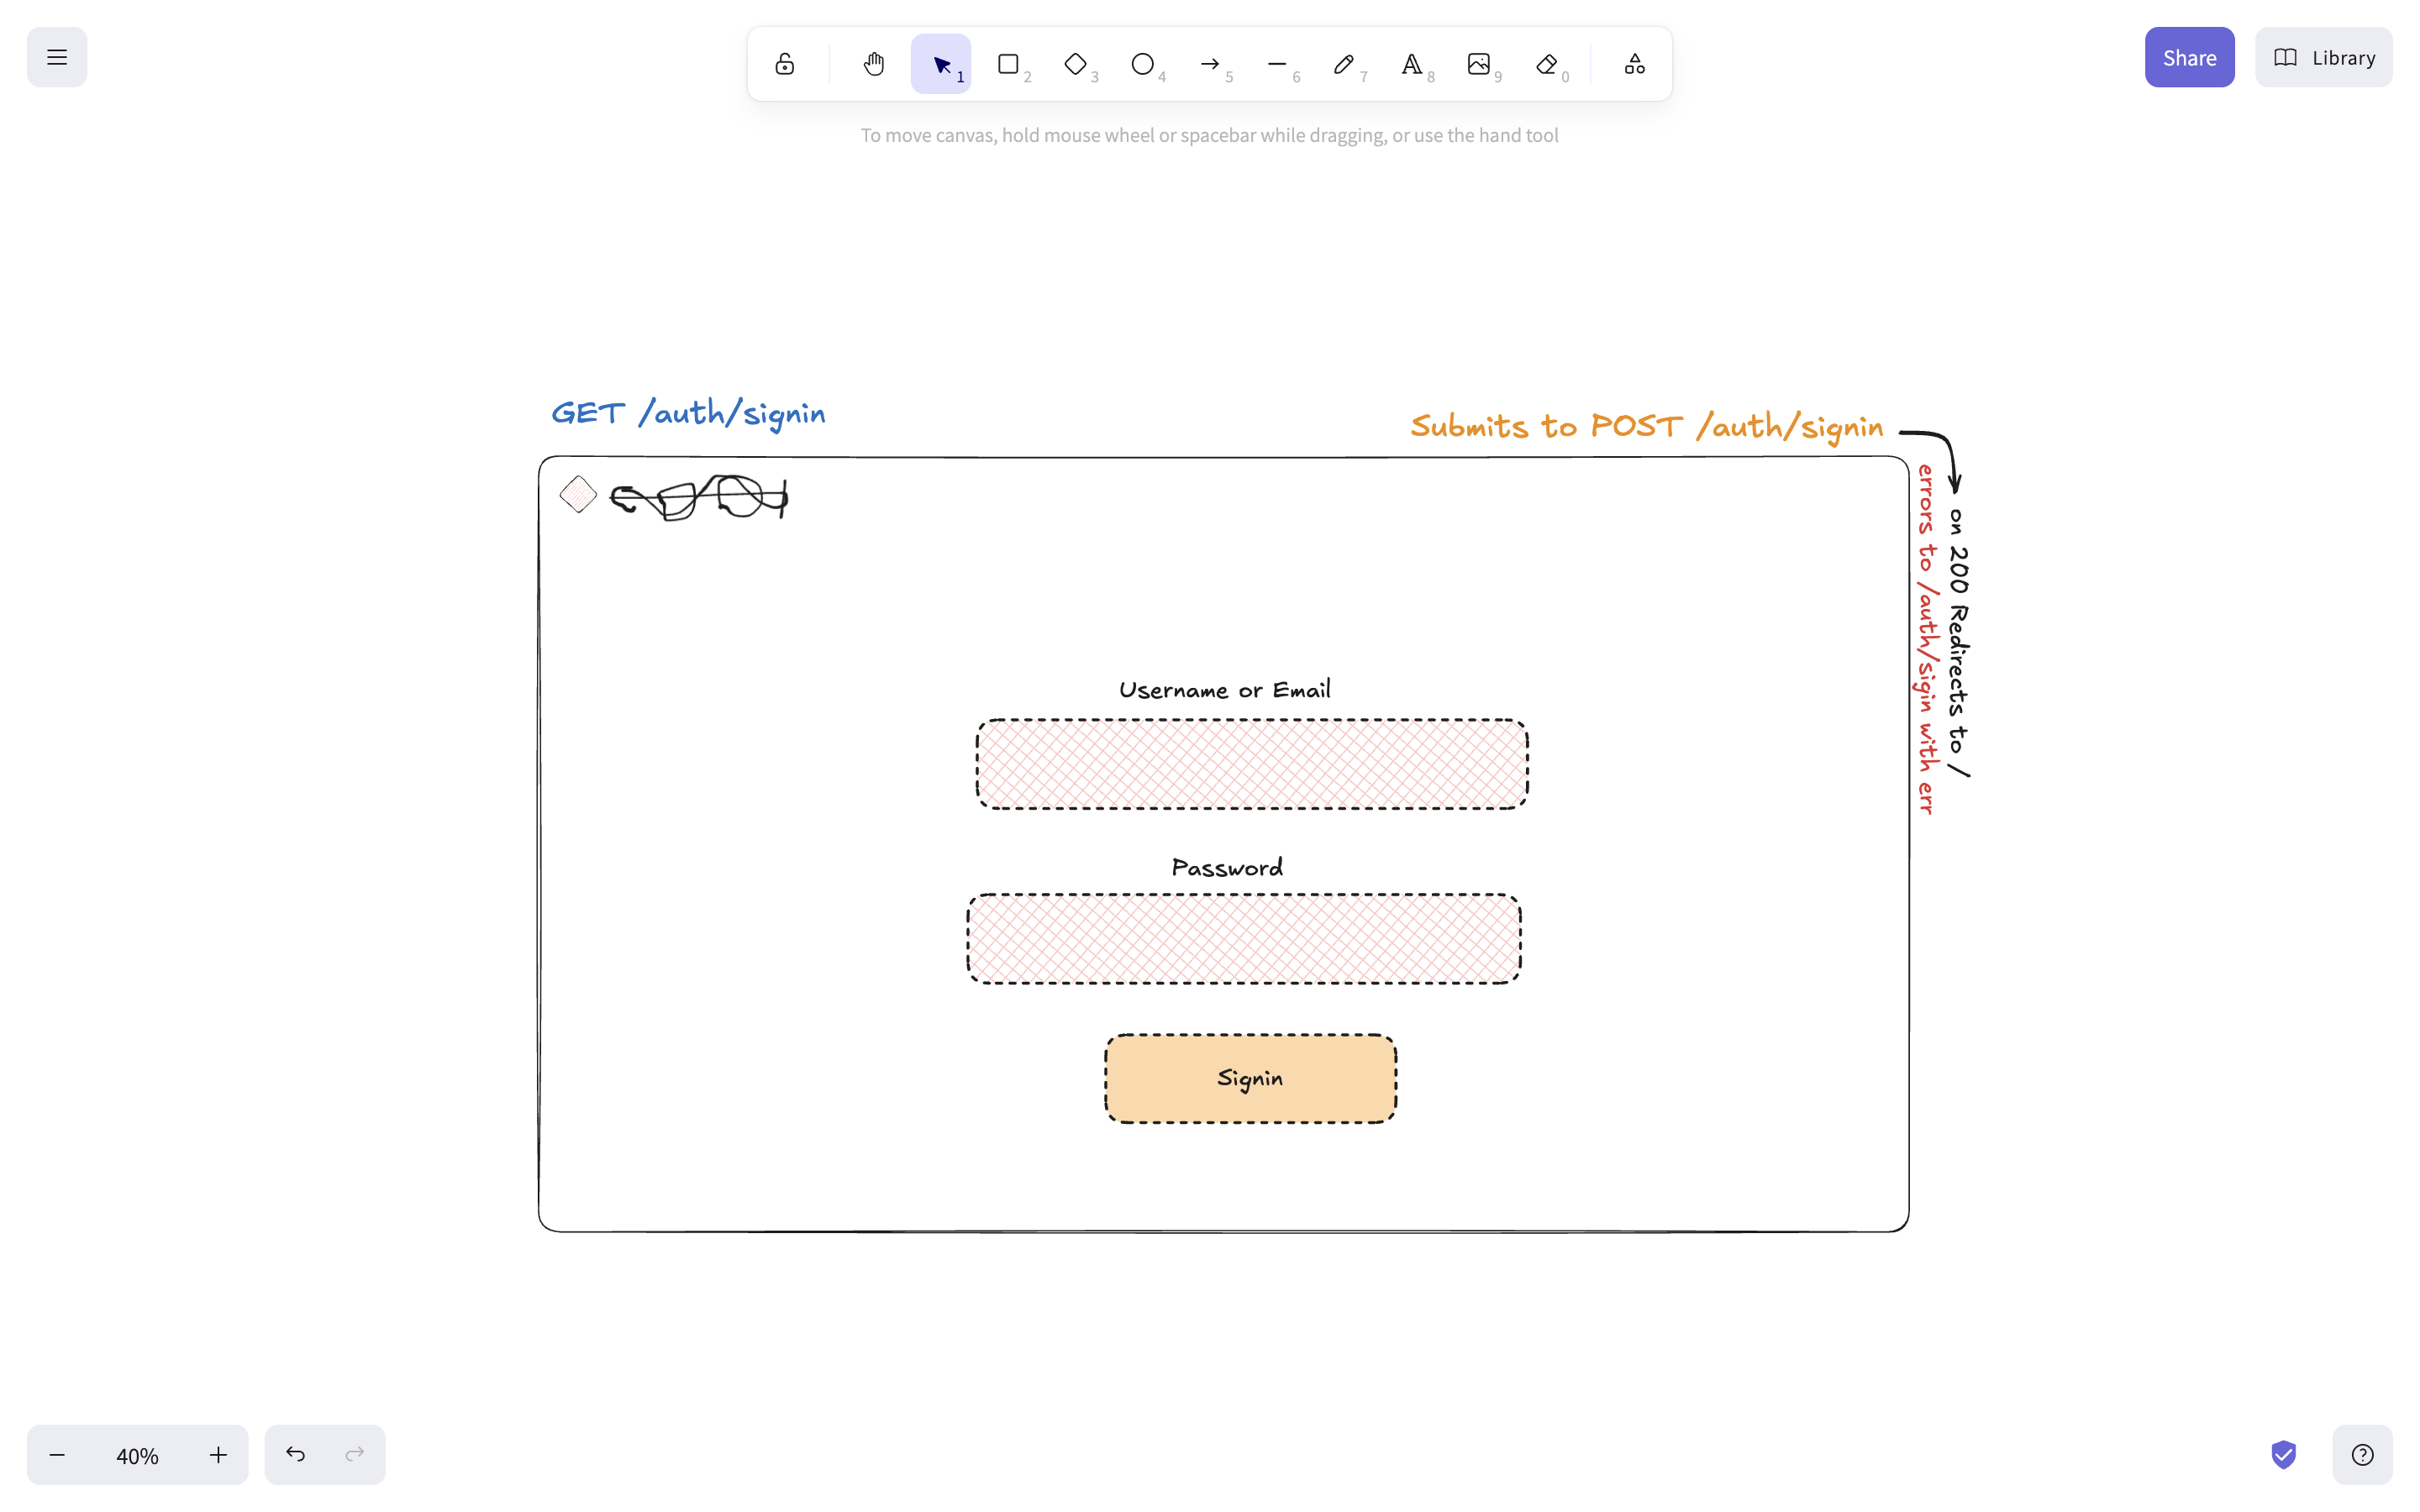 1
2
3
4
5
6
7
8
9
0
Share
Library
To move canvas, hold mouse wheel or spacebar while dragging, or use the hand tool
GET /auth/signin
Submits to POST /auth/signin
on 200 Redirects to /
errors to /auth/sigin with err
Username or Email
Password
Signin
40%